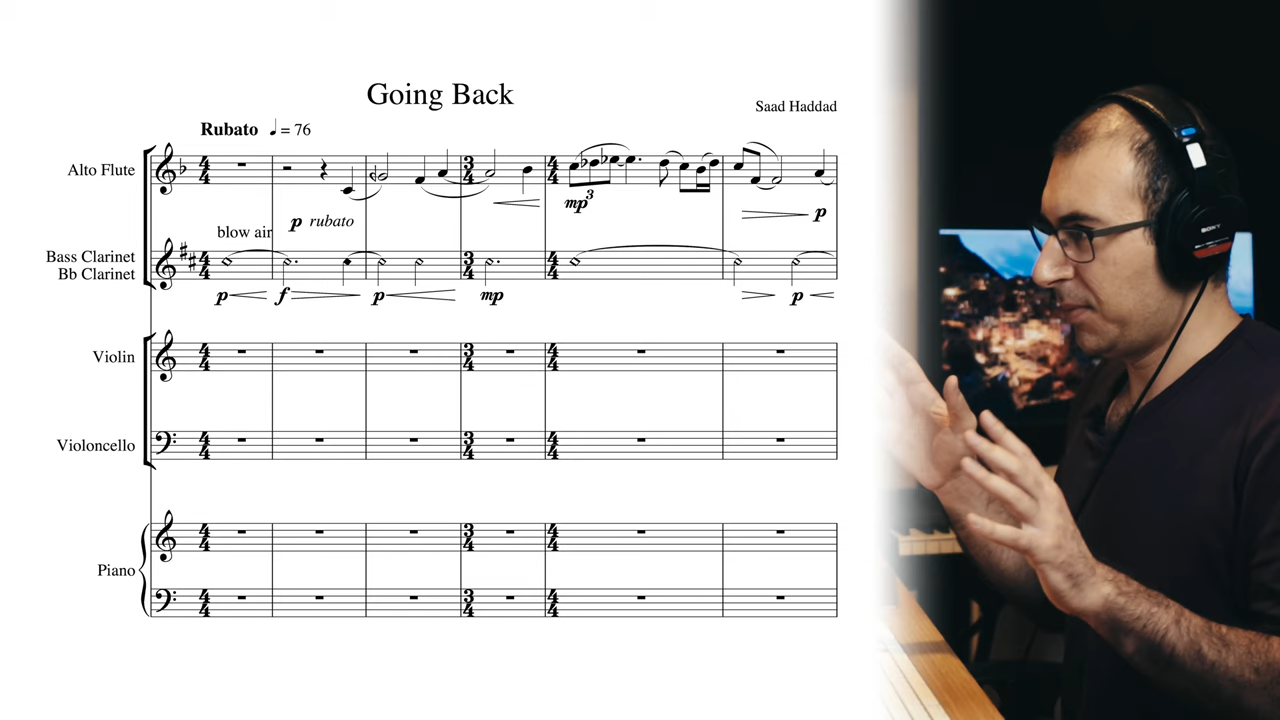 Going Back
Saad Haddad
Rubato ♩ = 76
Alto Flute
mp 3
p rubato
p
blow air
Bass Clarinet
Bb Clarinet
p f p mp p
Violin
Violoncello
Piano
SONY